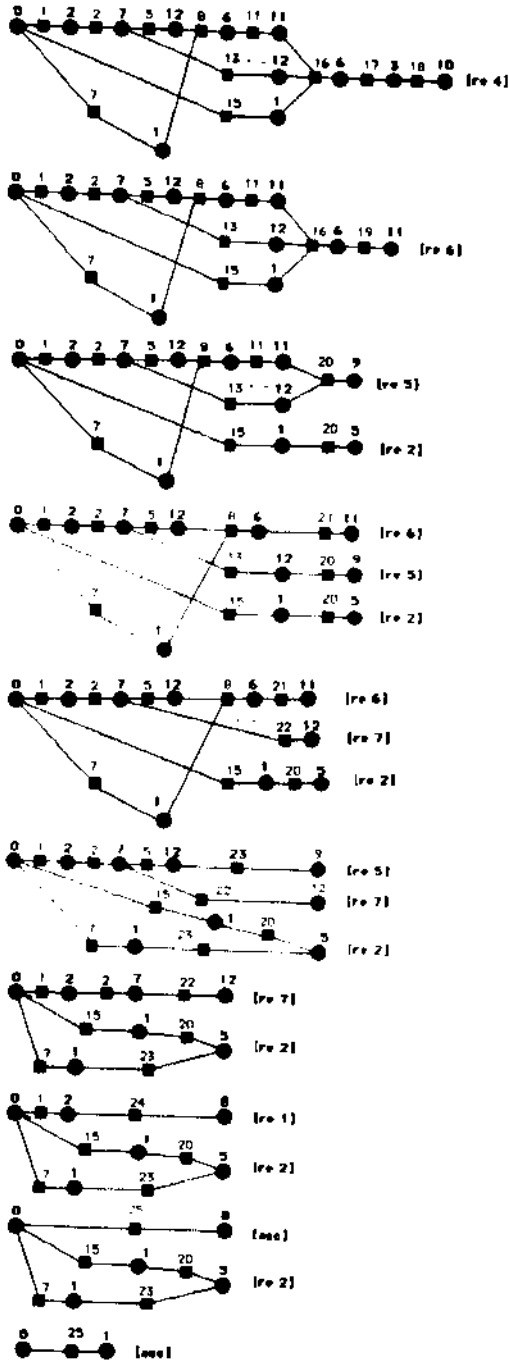 0 1 2 2 7 5 12 8 6 11 11
13 12 16 6 17 3 18 10 [re 4]
7 15 1
1
0 1 2 2 7 5 12 8 6 11 11
13 12 16 6 19 11 [re 6]
7 15 1
1
0 1 2 2 7 5 12 9 6 11 11 20 9
13 12 [re 5]
7 15 1 20 5 [re 2]
1
0 1 2 2 7 5 12 8 6 21 11 [re 6]
13 12 20 9 [re 5]
7 15 1 20 5 [re 2]
1
0 1 2 2 7 5 12 8 6 21 11 [re 6]
22 12 [re 7]
7 15 1 20 5 [re 2]
1
0 1 2 2 7 5 12 23 9 [re 5]
15 22 12 [re 7]
1 20
7 1 23 5 [re 2]
0 1 2 2 7 22 12 [re 7]
15 1 20 5 [re 2]
7 1 23
0 1 2 24 8 [re 1]
15 1 20 5 [re 2]
7 1 23
0 25 8 [aee]
15 1 20 5 [re 2]
7 1 23
8 25 1